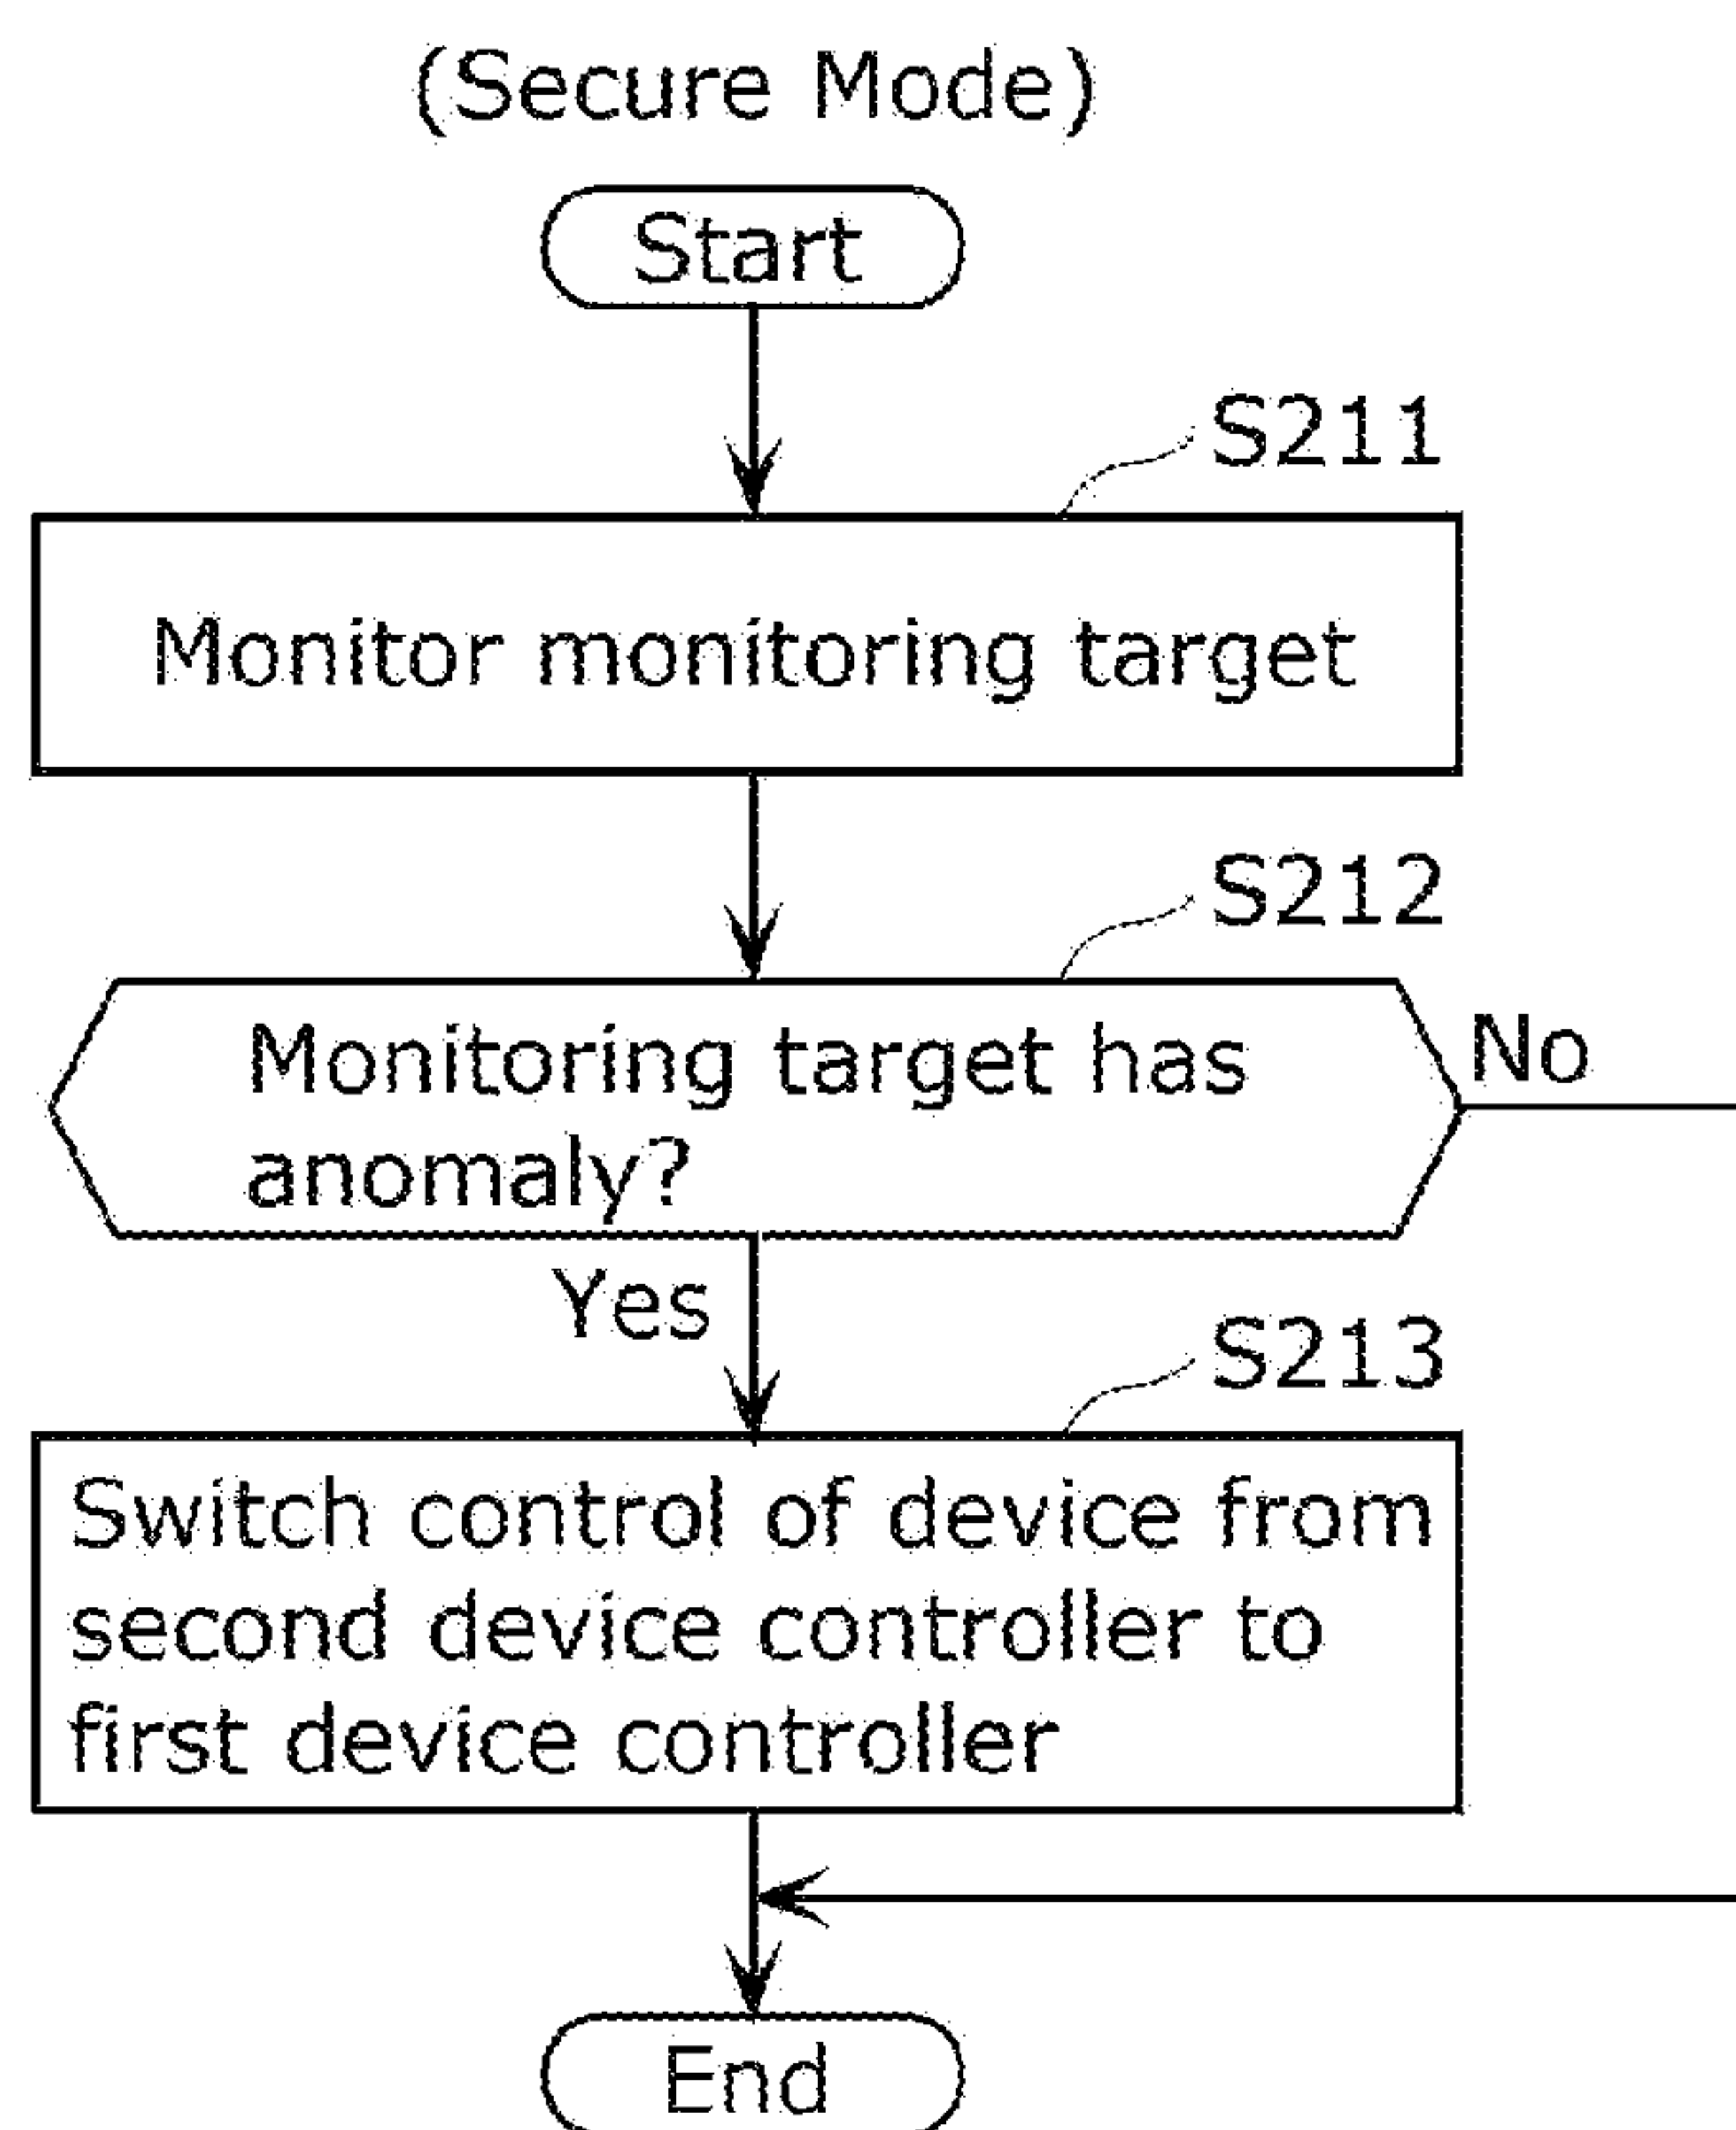 (Secure Mode)
Start
S211
Monitor monitoring target
S212
Monitoring target has
anomaly?
No
Yes
S213
Switch control of device from
second device controller to
first device controller
End